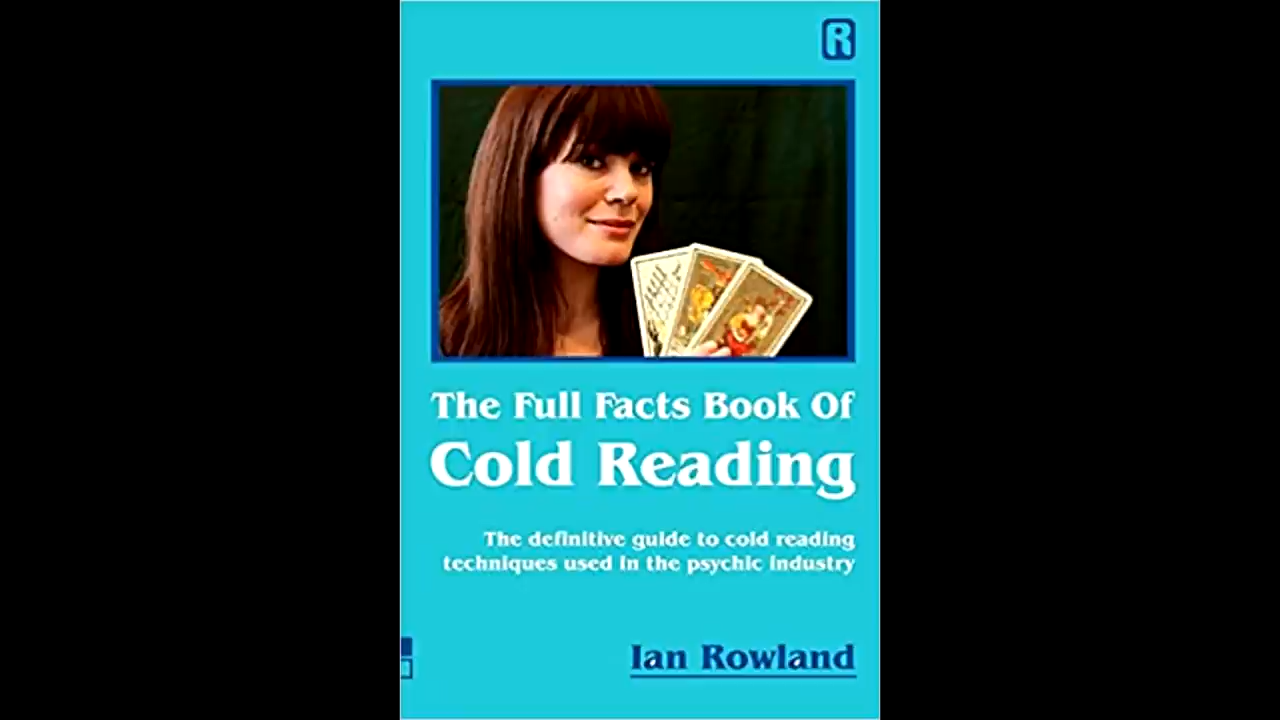 R
The Full Facts Book Of
Cold Reading
The definitive guide to cold reading
techniques used in the psychic industry
Ian Rowland